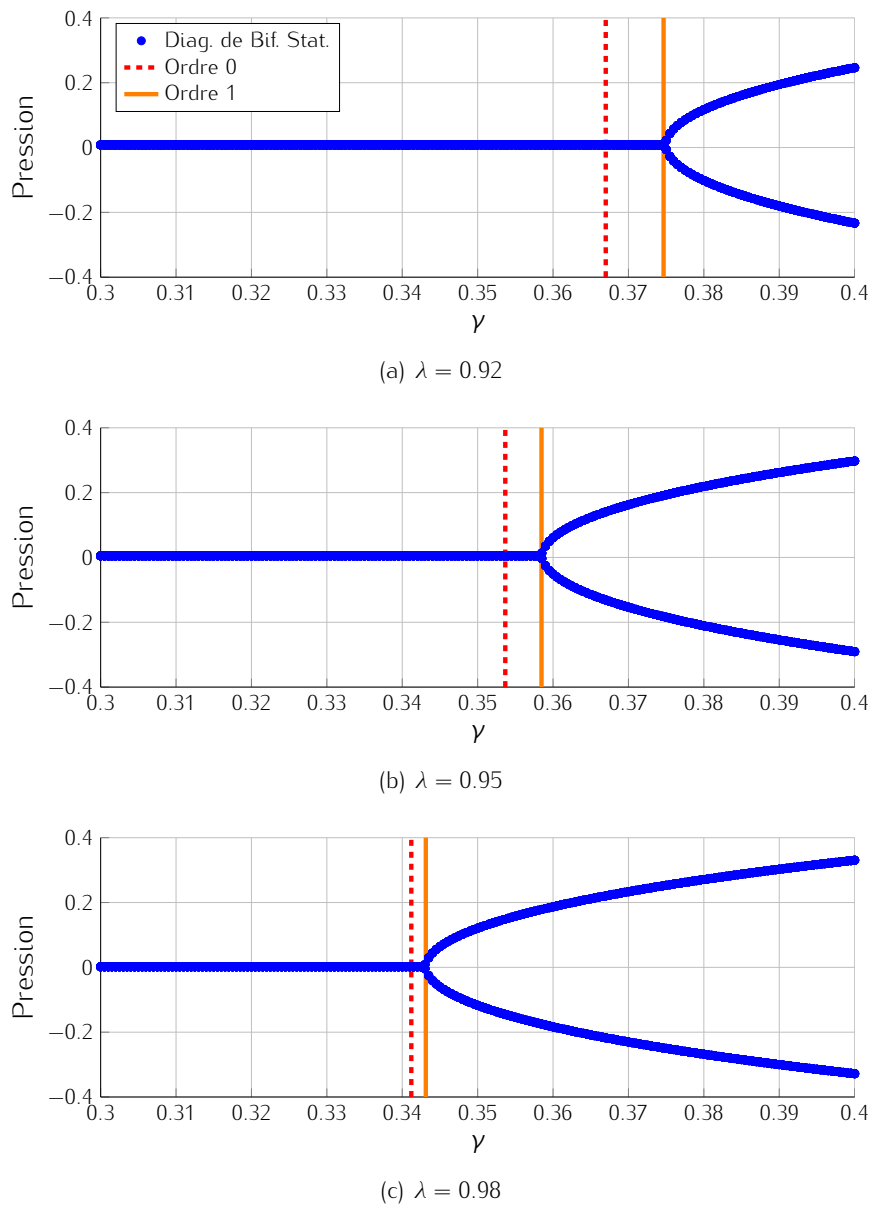 0.4
Diag. de Bif. Stat.
Ordre 0
Ordre 1
0.2
0
−0.2
−0.4
Pression
0.3 0.31 0.32 0.33 0.34 0.35 0.36 0.37 0.38 0.39 0.4
γ
(a) λ = 0.92
0.4
0.2
0
−0.2
−0.4
Pression
0.3 0.31 0.32 0.33 0.34 0.35 0.36 0.37 0.38 0.39 0.4
γ
(b) λ = 0.95
0.4
0.2
0
−0.2
−0.4
Pression
0.3 0.31 0.32 0.33 0.34 0.35 0.36 0.37 0.38 0.39 0.4
γ
(c) λ = 0.98